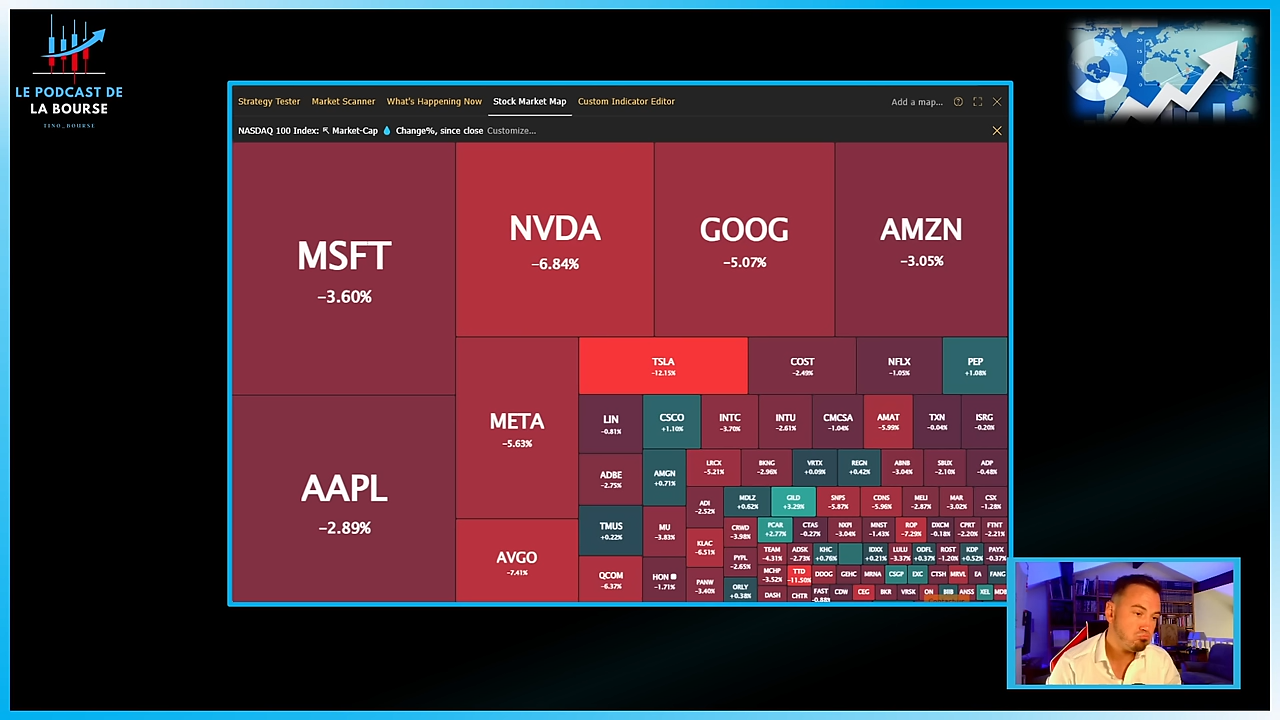 LE PODCAST DE
LA BOURSE
TINO_BOURSE
Strategy Tester Market Scanner What's Happening Now Stock Market Map Custom Indicator Editor Add a map...
NASDAQ 100 Index: Market-Cap Change%, since close Customize...
MSFT
−3.60%
NVDA
−6.84%
GOOG
−5.07%
AMZN
−3.05%
AAPL
−2.89%
META
−5.63%
AVGO
−7.41%
TSLA
−12.15%
COST
−2.49%
NFLX
−1.05%
PEP
+1.08%
LIN
−0.81%
CSCO
+1.10%
INTC
−3.70%
INTU
−2.61%
CMCSA
−1.04%
AMAT
−5.99%
TXN
−0.04%
ISRG
−0.20%
ADBE
−2.75%
AMGN
+0.71%
LRCX
−5.21%
BKNG
−2.96%
VRTX
+0.09%
REGN
+0.42%
ABNB
−3.04%
SBUX
−2.10%
ADP
−0.48%
TMUS
+0.22%
MU
−3.83%
ADI
−2.52%
MDLZ
+0.62%
GILD
+3.29%
SNPS
−5.87%
CDNS
−5.96%
MELI
−2.87%
MAR
−3.02%
CSX
−1.28%
QCOM
−6.37%
HON
−1.71%
KLAC
−6.51%
PANW
−3.40%
CRWD
−3.98%
PCAR
+2.77%
CTAS
−0.27%
NXPI
−3.04%
MNST
−1.43%
ROP
−7.29%
DXCM
−0.18%
CPRT
−2.20%
FTNT
−2.21%
PYPL
−2.65%
TEAM
−4.31%
ADSK
−2.73%
KHC
+0.76%
IDXX
+0.21%
LULU
−3.37%
ODFL
+0.37%
ROST
−1.20%
KDP
+0.52%
PAYX
−0.37%
ORLY
+0.38%
MCHP
−3.52%
TTD
−11.50%
DDOG GEHC MRNA CSGP EXC CTSH MRVL EA FANG
DASH CHTR
FAST
−0.88%
CDW CEG BKR VRSK ON BIIB ANSS XEL